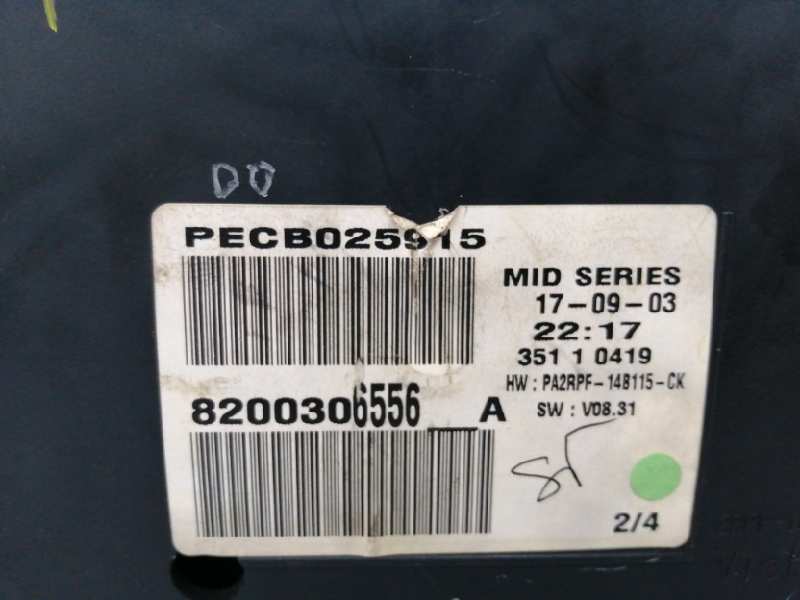 DO
PECB025915
MID SERIES
17-09-03
22:17
351 1 0419
HW : PA2RPF-14B115-CK
8200306556__A
SW : V08.31
2/4